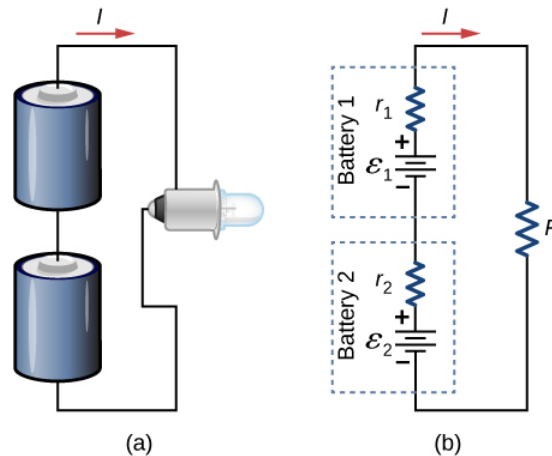 I
(a)
I
Battery 1
r1
+
ε1
−
Battery 2
r2
+
ε2
−
R
(b)